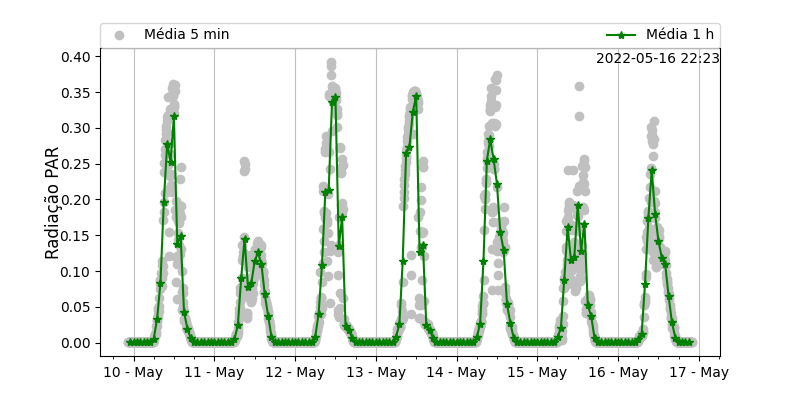 Média 5 min
Média 1 h
2022-05-16 22:23
Radiação PAR
0.40
0.35
0.30
0.25
0.20
0.15
0.10
0.05
0.00
10 - May
11 - May
12 - May
13 - May
14 - May
15 - May
16 - May
17 - May